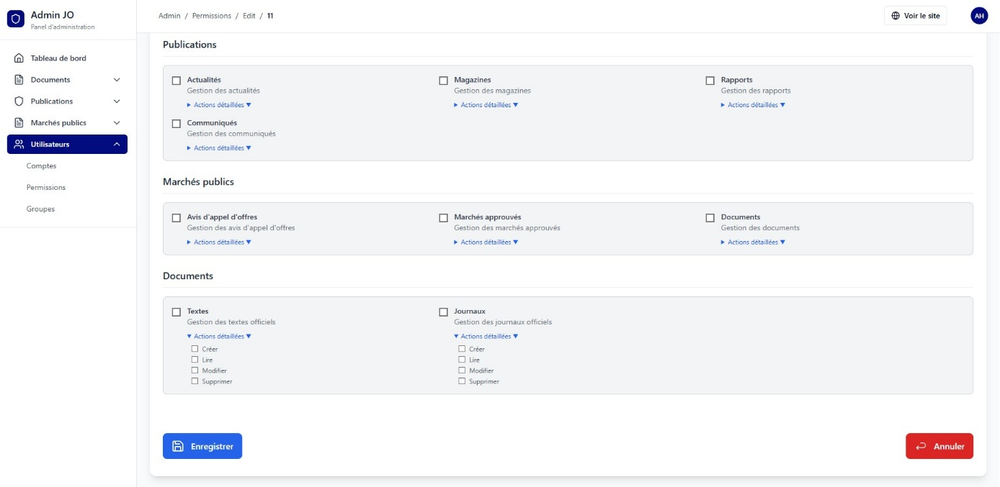 Admin JO
Panel d'administration
Admin / Permissions / Edit / 11
Voir le site
AH
Tableau de bord
Documents
Publications
Marchés publics
Utilisateurs
Comptes
Permissions
Groupes
Publications
Actualités
Gestion des actualités
Actions détaillées
Magazines
Gestion des magazines
Actions détaillées
Rapports
Gestion des rapports
Actions détaillées
Communiqués
Gestion des communiqués
Actions détaillées
Marchés publics
Avis d'appel d'offres
Gestion des avis d'appel d'offres
Actions détaillées
Marchés approuvés
Gestion des marchés approuvés
Actions détaillées
Documents
Gestion des documents
Actions détaillées
Documents
Textes
Gestion des textes officiels
Actions détaillées
Créer
Lire
Modifier
Supprimer
Journaux
Gestion des journaux officiels
Actions détaillées
Créer
Lire
Modifier
Supprimer
Enregistrer
Annuler